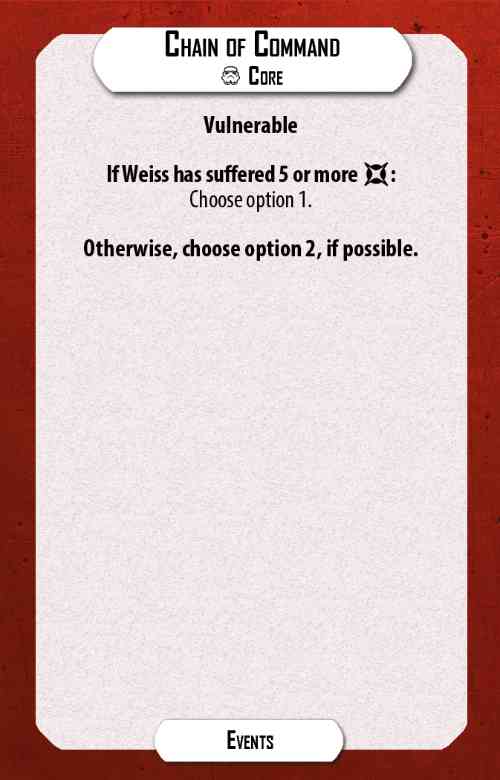 Chain of Command
Core
Vulnerable
If Weiss has suffered 5 or more :
Choose option 1.
Otherwise, choose option 2, if possible.
Events